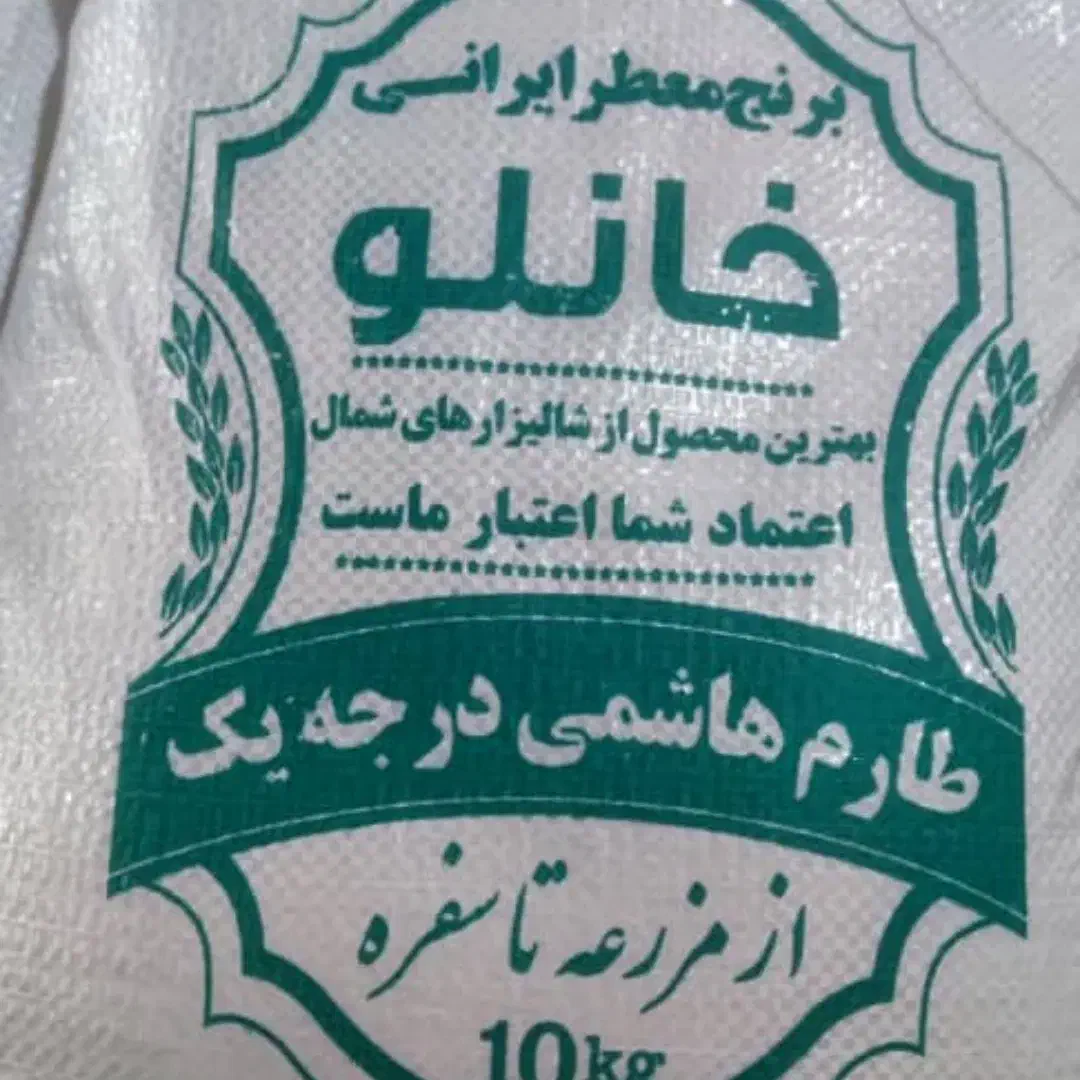 برنج معطر ایرانی
خانلو
بهترین محصول از شالیزارهای شمال
اعتماد شما اعتبار ماست
طارم هاشمی درجه یک
از مزرعه تا سفره
10kg